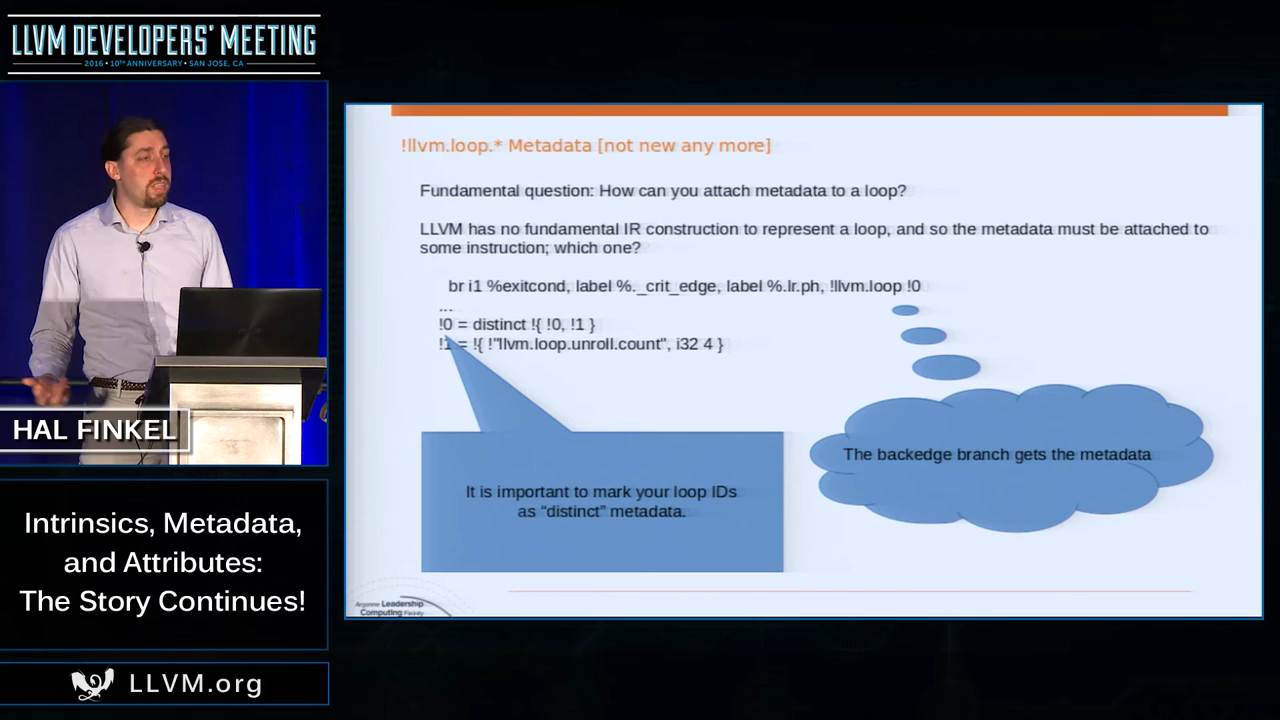 LLVM DEVELOPERS' MEETING
2016 • 10TH ANNIVERSARY • SAN JOSE, CA
!llvm.loop.* Metadata [not new any more]
Fundamental question: How can you attach metadata to a loop?
LLVM has no fundamental IR construction to represent a loop, and so the metadata must be attached to
some instruction; which one?
br i1 %exitcond, label %._crit_edge, label %.lr.ph, !llvm.loop !0
...
!0 = distinct !{ !0, !1 }
!1 = !{ !"llvm.loop.unroll.count", i32 4 }
The backedge branch gets the metadata
It is important to mark your loop IDs
as “distinct” metadata.
Argonne Leadership
Computing Facility
HAL FINKEL
Intrinsics, Metadata,
and Attributes:
The Story Continues!
LLVM.org